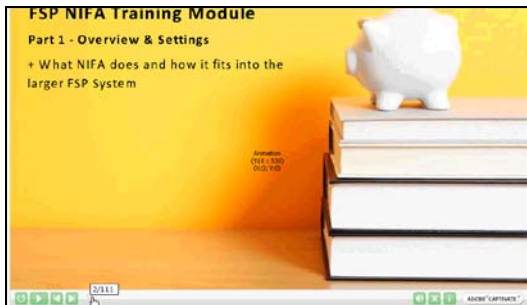 FSP NIFA Training Module
Part 1 - Overview & Settings
+ What NIFA does and how it fits into the
larger FSP System
Animation
2/111
ADOBE CAPTIVATE